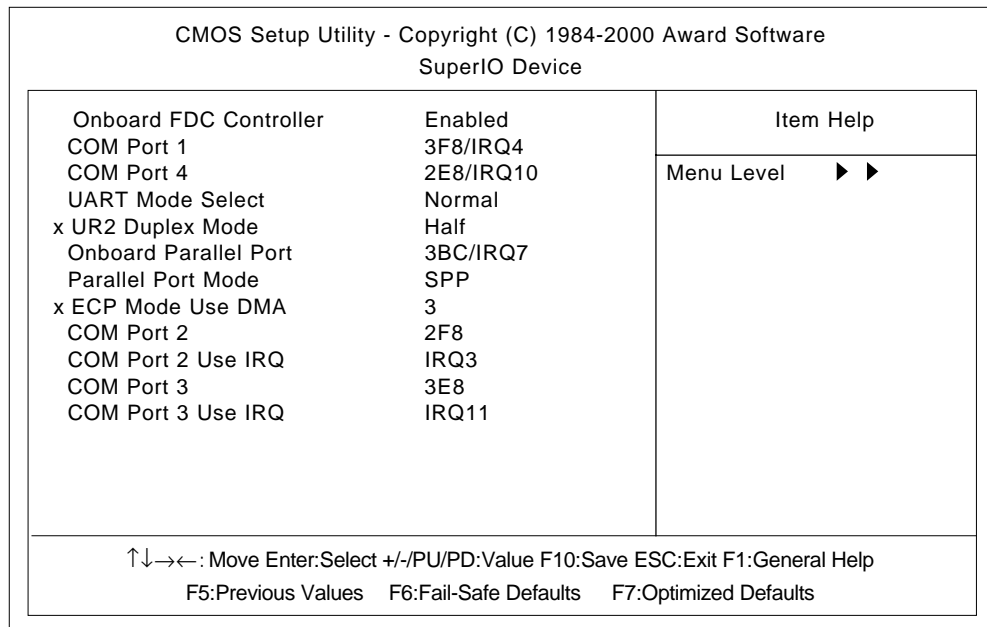 CMOS Setup Utility - Copyright (C) 1984-2000 Award Software
SuperIO Device
Onboard FDC Controller Enabled
COM Port 1 3F8/IRQ4
COM Port 4 2E8/IRQ10
UART Mode Select Normal
x UR2 Duplex Mode Half
Onboard Parallel Port 3BC/IRQ7
Parallel Port Mode SPP
x ECP Mode Use DMA 3
COM Port 2 2F8
COM Port 2 Use IRQ IRQ3
COM Port 3 3E8
COM Port 3 Use IRQ IRQ11
Item Help
Menu Level ▶ ▶
↑↓→←: Move Enter:Select +/-/PU/PD:Value F10:Save ESC:Exit F1:General Help
F5:Previous Values F6:Fail-Safe Defaults F7:Optimized Defaults